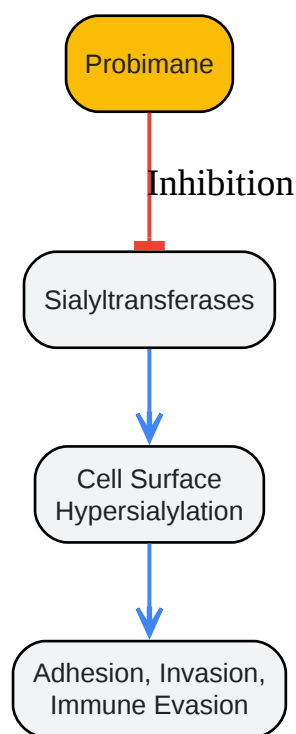 Probimane
Inhibition
Sialyltransferases
Cell Surface
Hypersialylation
Adhesion, Invasion,
Immune Evasion